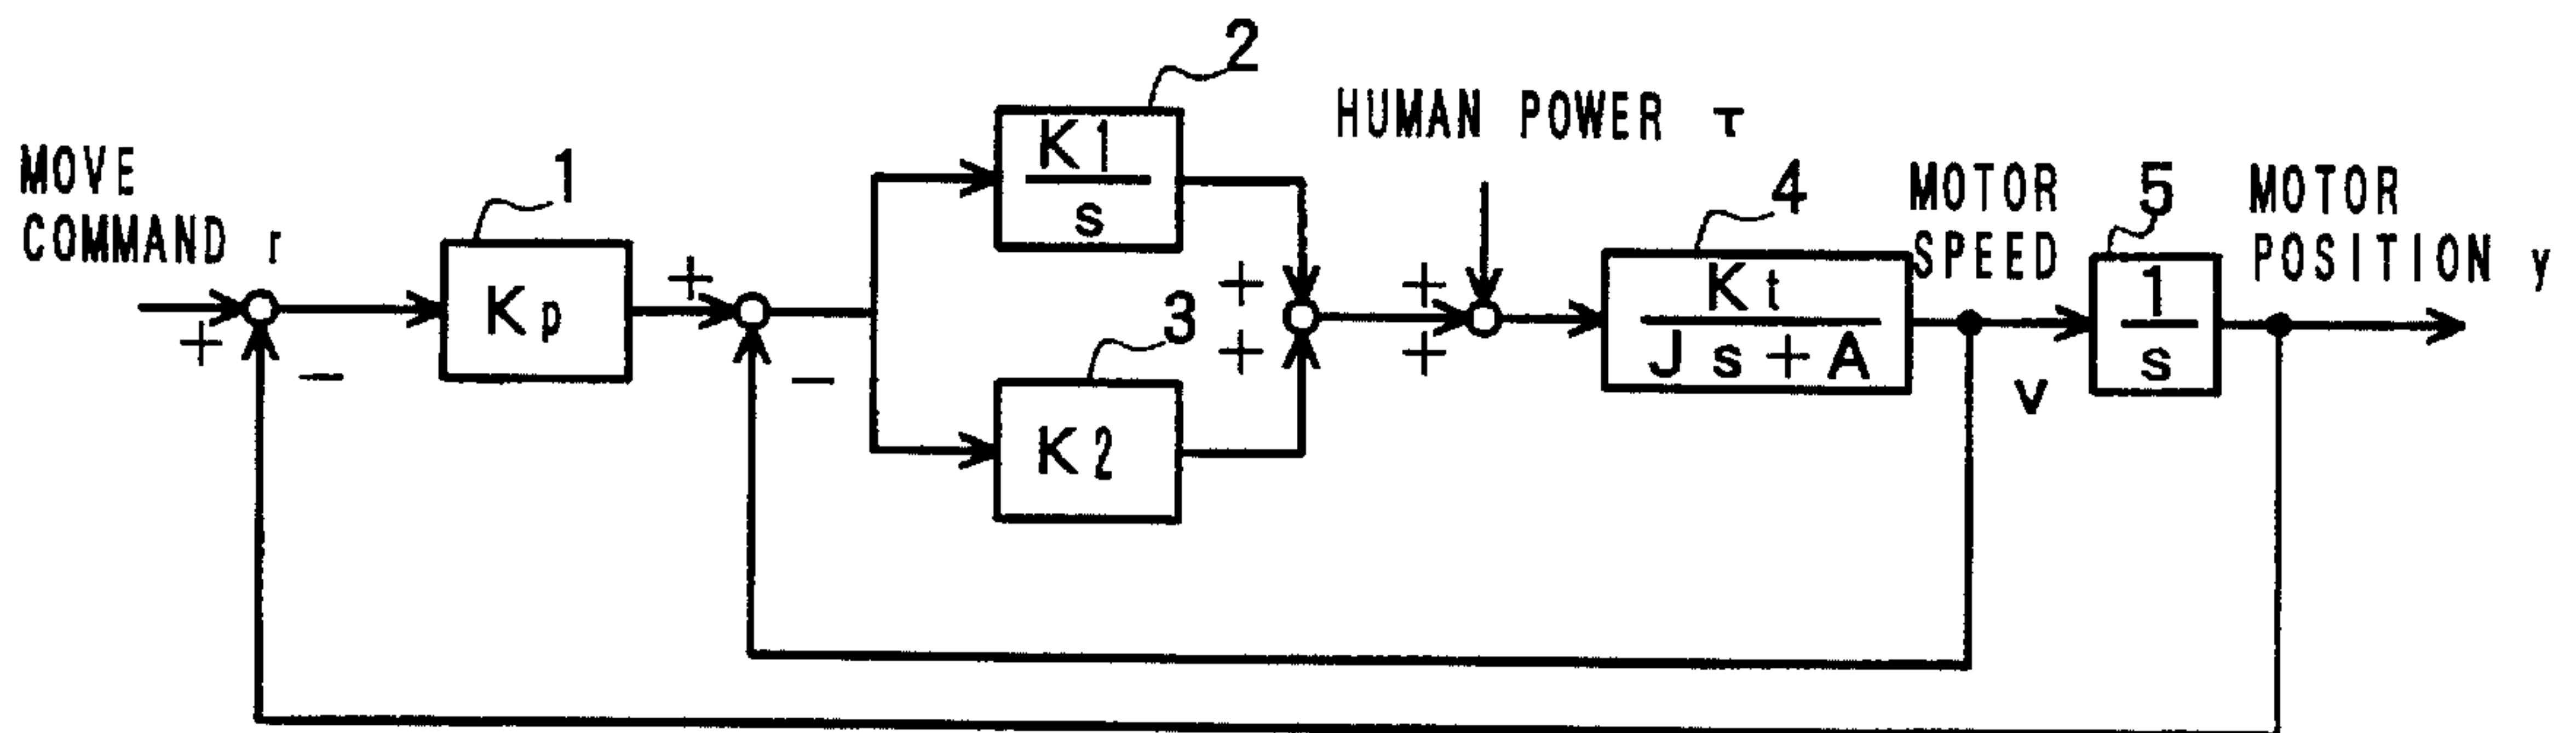 2
HUMAN POWER τ
MOVE
COMMAND r
1
K1
s
4
MOTOR
SPEED
5
MOTOR
POSITION y
+
Kp
+
-
+
-
3
+
+
K2
+
+
Kt
Js+A
v
1
s